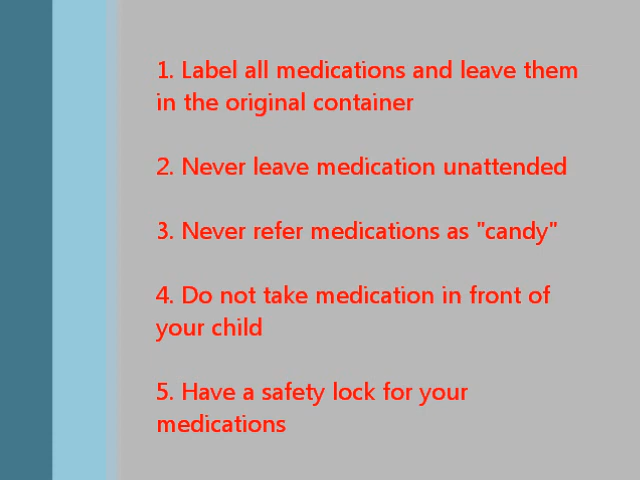 1. Label all medications and leave them
in the original container
2. Never leave medication unattended
3. Never refer medications as "candy"
4. Do not take medication in front of
your child
5. Have a safety lock for your
medications